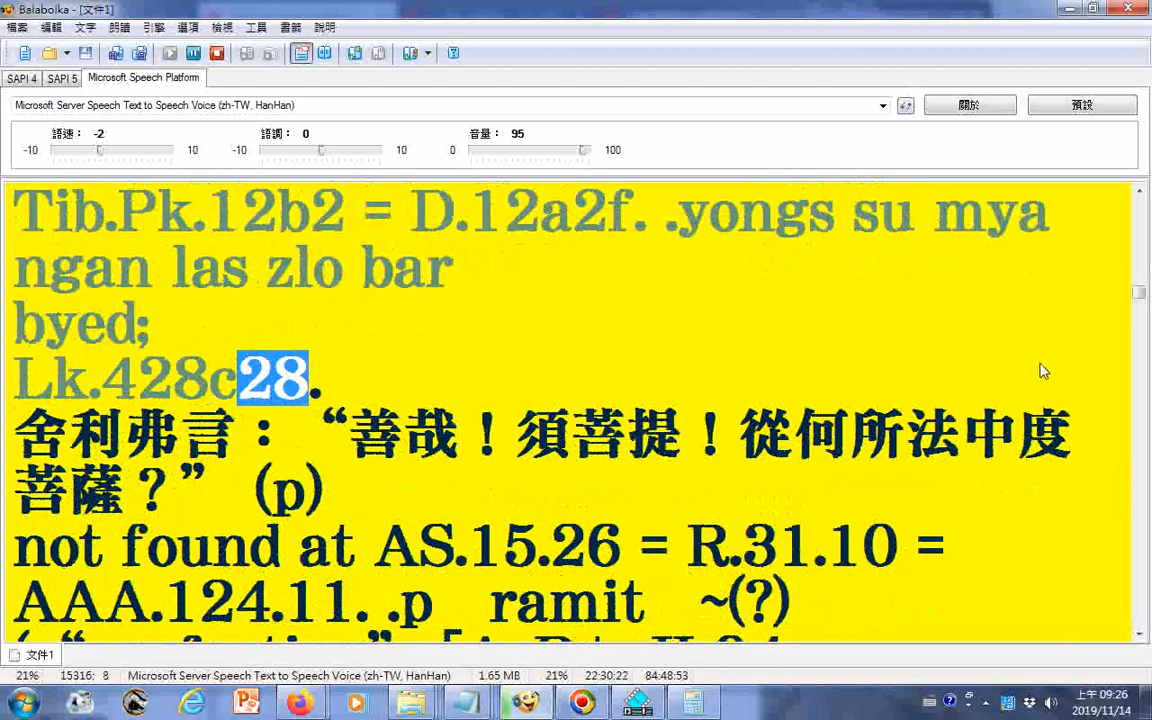 Balabolka - [文件1]
檔案 編輯 文字 朗讀 引擎 選項 檢視 工具 書籤 說明
SAPI 4 SAPI 5 Microsoft Speech Platform
Microsoft Server Speech Text to Speech Voice (zh-TW, HanHan) 關於 預設
語速： -2 語調： 0 音量： 95
-10 10 -10 10 0 100
Tib.Pk.12b2 = D.12a2f. .yongs su mya
ngan las zlo bar
byed;
Lk.428c28.
舍利弗言：“善哉！須菩提！從何所法中度
菩薩？” (p)
not found at AS.15.26 = R.31.10 =
AAA.124.11. .p ramit ~(?)
文件1
21% 15316: 8 Microsoft Server Speech Text to Speech Voice (zh-TW, HanHan) 1.65 MB 21% 22:30:22 84:48:53
上午 09:26
2019/11/14